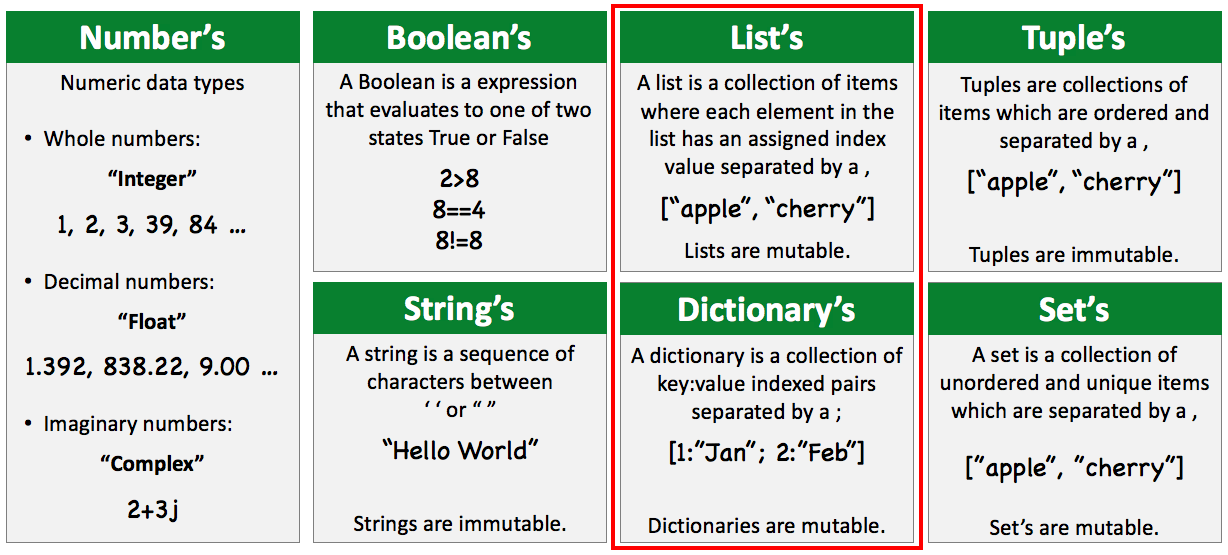 Number's
Numeric data types
• Whole numbers:
“Integer”
1, 2, 3, 39, 84 ...
• Decimal numbers:
“Float”
1.392, 838.22, 9.00 ...
• Imaginary numbers:
“Complex”
2+3j
Boolean's
A Boolean is a expression
that evaluates to one of two
states True or False
2>8
8==4
8!=8
String's
A string is a sequence of
characters between
‘ ‘ or “ ”
“Hello World”
Strings are immutable.
List's
A list is a collection of items
where each element in the
list has an assigned index
value separated by a ,
[“apple”, “cherry”]
Lists are mutable.
Dictionary's
A dictionary is a collection of
key:value indexed pairs
separated by a ;
[1:”Jan”; 2:”Feb”]
Dictionaries are mutable.
Tuple's
Tuples are collections of
items which are ordered and
separated by a ,
[“apple”, “cherry”]
Tuples are immutable.
Set's
A set is a collection of
unordered and unique items
which are separated by a ,
[”apple”, ”cherry”]
Set’s are mutable.